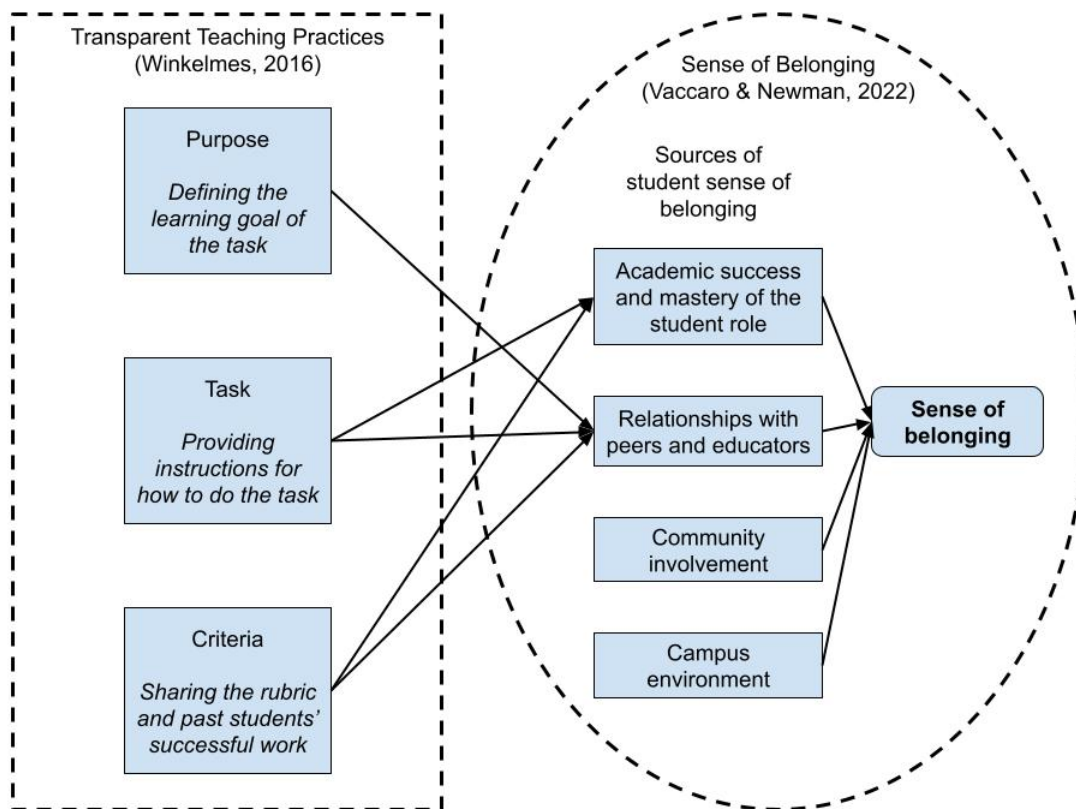 Transparent Teaching Practices
(Winkelmes, 2016)
Purpose
Defining the
learning goal of
the task
Task
Providing
instructions for
how to do the task
Criteria
Sharing the rubric
and past students’
successful work
Sense of Belonging
(Vaccaro & Newman, 2022)
Sources of
student sense of
belonging
Academic success
and mastery of the
student role
Relationships with
peers and educators
Community
involvement
Campus
environment
Sense of
belonging